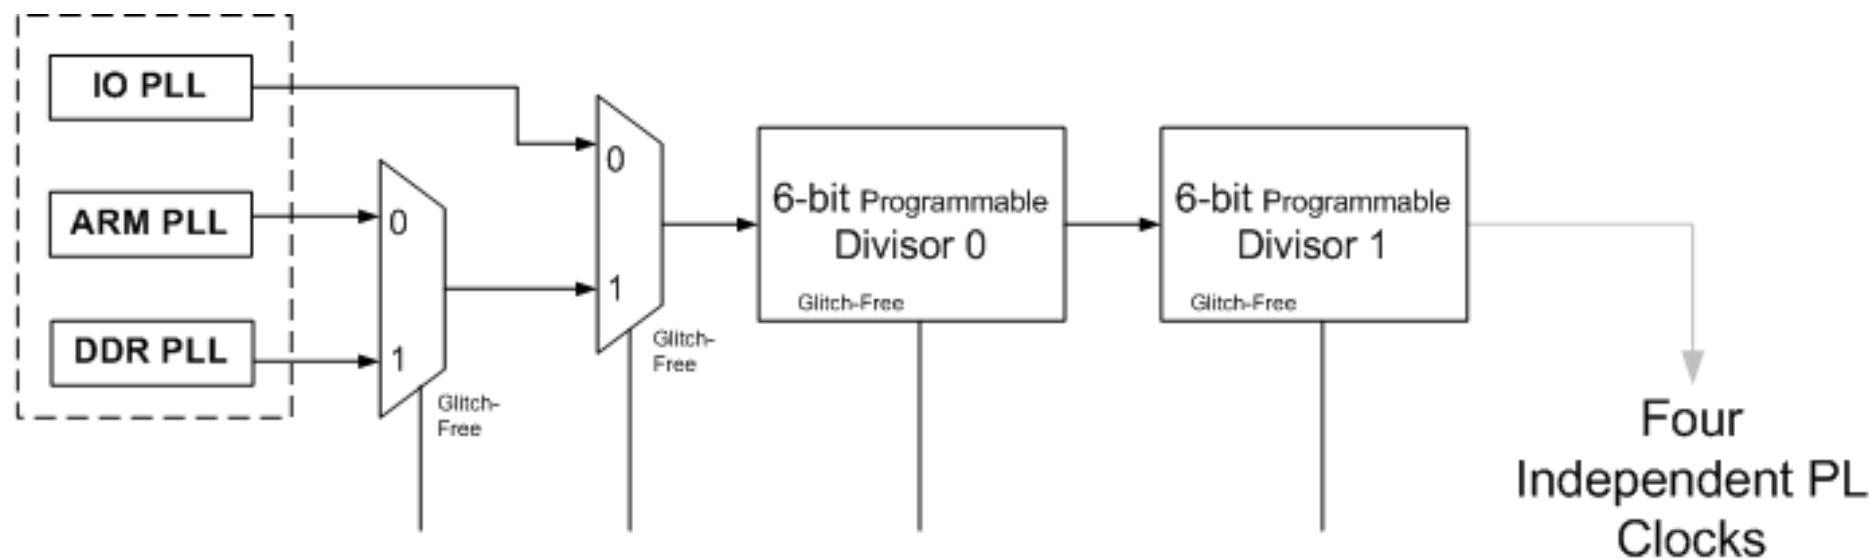 IO PLL
ARM PLL
DDR PLL
0
1
Glitch-
Free
0
1
Glitch-
Free
6-bit Programmable
Divisor 0
Glitch-Free
6-bit Programmable
Divisor 1
Glitch-Free
Four
Independent PL
Clocks